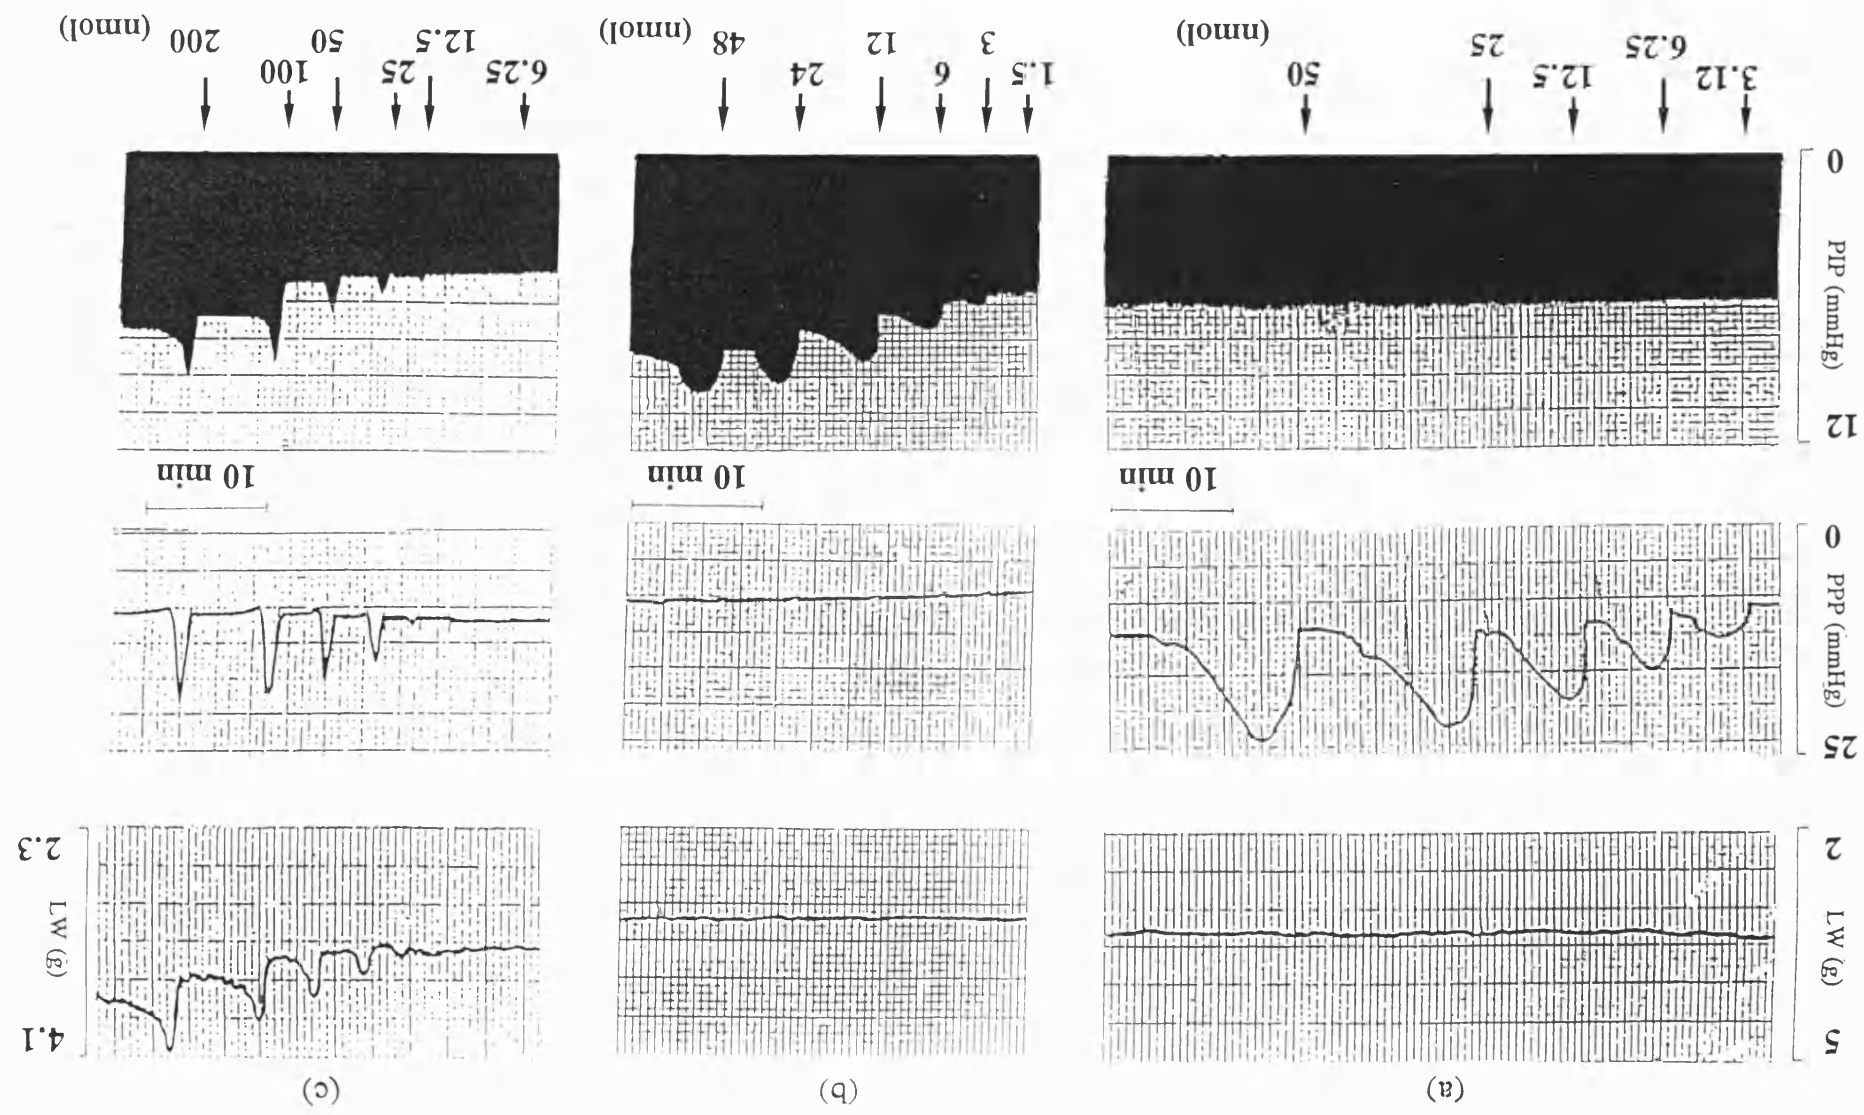 (a)
(b)
(c)
5
LW (g)
2
4.1
LW (g)
2.3
25
PPP (mmHg)
0
10 min
10 min
10 min
12
PIP (mmHg)
0
3.12 6.25 12.5 25 50 (nmol)
1.5 3 6 12 24 48 (nmol)
6.25 12.5 25 50 100 200 (nmol)